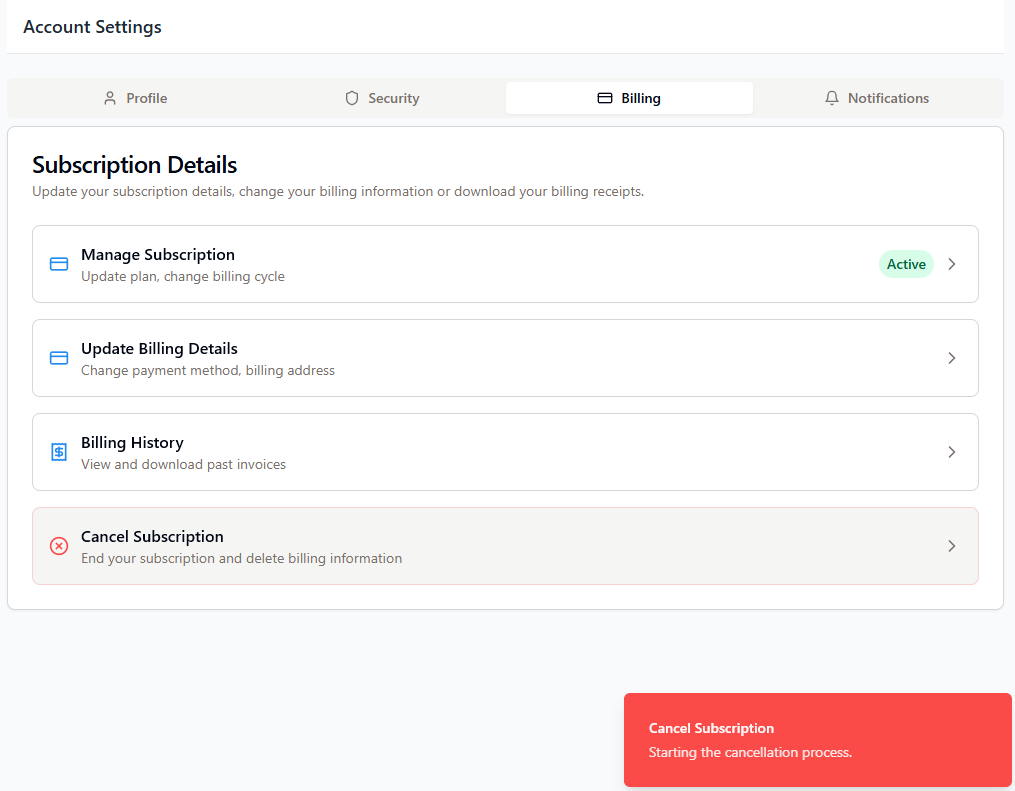 Account Settings
Profile
Security
Billing
Notifications
Subscription Details
Update your subscription details, change your billing information or download your billing receipts.
Manage Subscription
Update plan, change billing cycle
Active
Update Billing Details
Change payment method, billing address
Billing History
View and download past invoices
Cancel Subscription
End your subscription and delete billing information
Cancel Subscription
Starting the cancellation process.